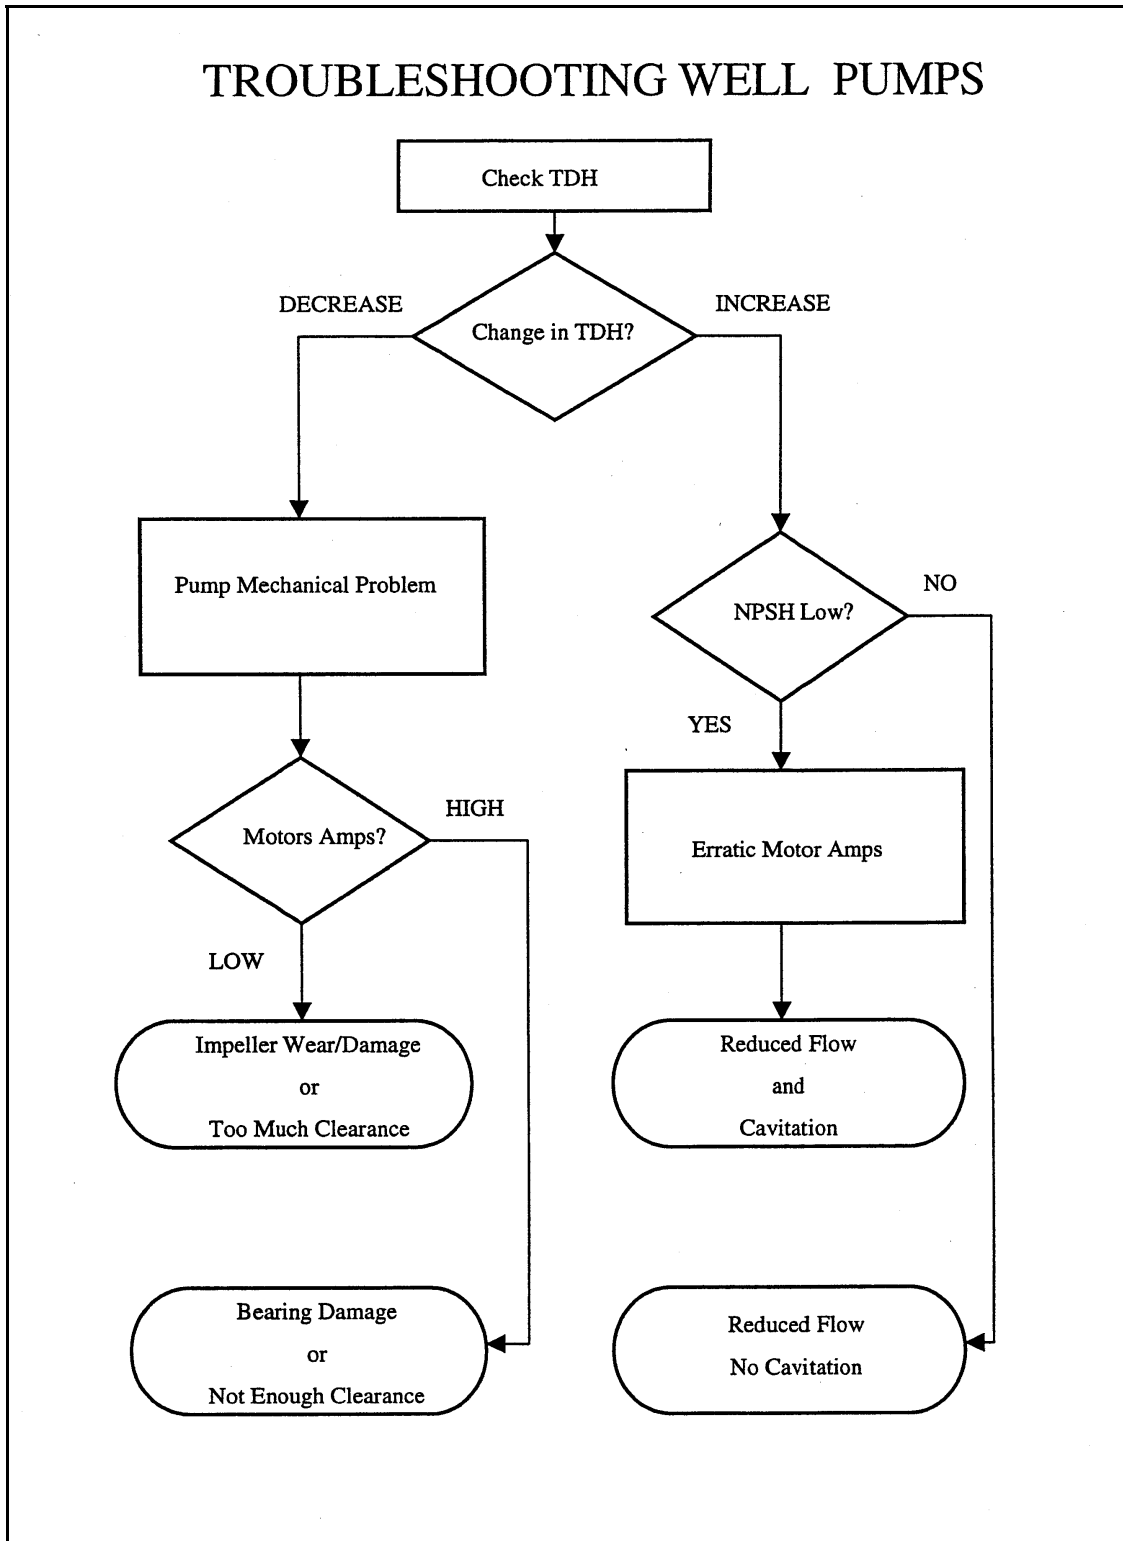 TROUBLESHOOTING WELL PUMPS
Check TDH
DECREASE
INCREASE
Change in TDH?
Pump Mechanical Problem
NPSH Low?
NO
YES
Motors Amps?
HIGH
Erratic Motor Amps
LOW
Impeller Wear/Damage
or
Too Much Clearance
Reduced Flow
and
Cavitation
Bearing Damage
or
Not Enough Clearance
Reduced Flow
No Cavitation